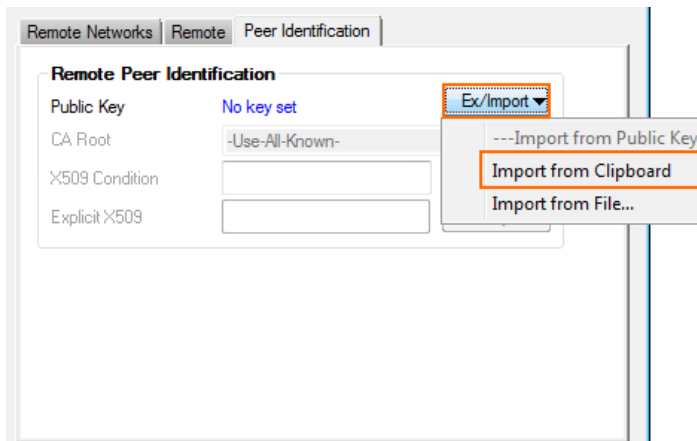 Remote Networks Remote Peer Identification
Remote Peer Identification
Public Key No key set Ex/Import
CA Root -Use-All-Known- ---Import from Public Key
X509 Condition Import from Clipboard
Explicit X509 Import from File...